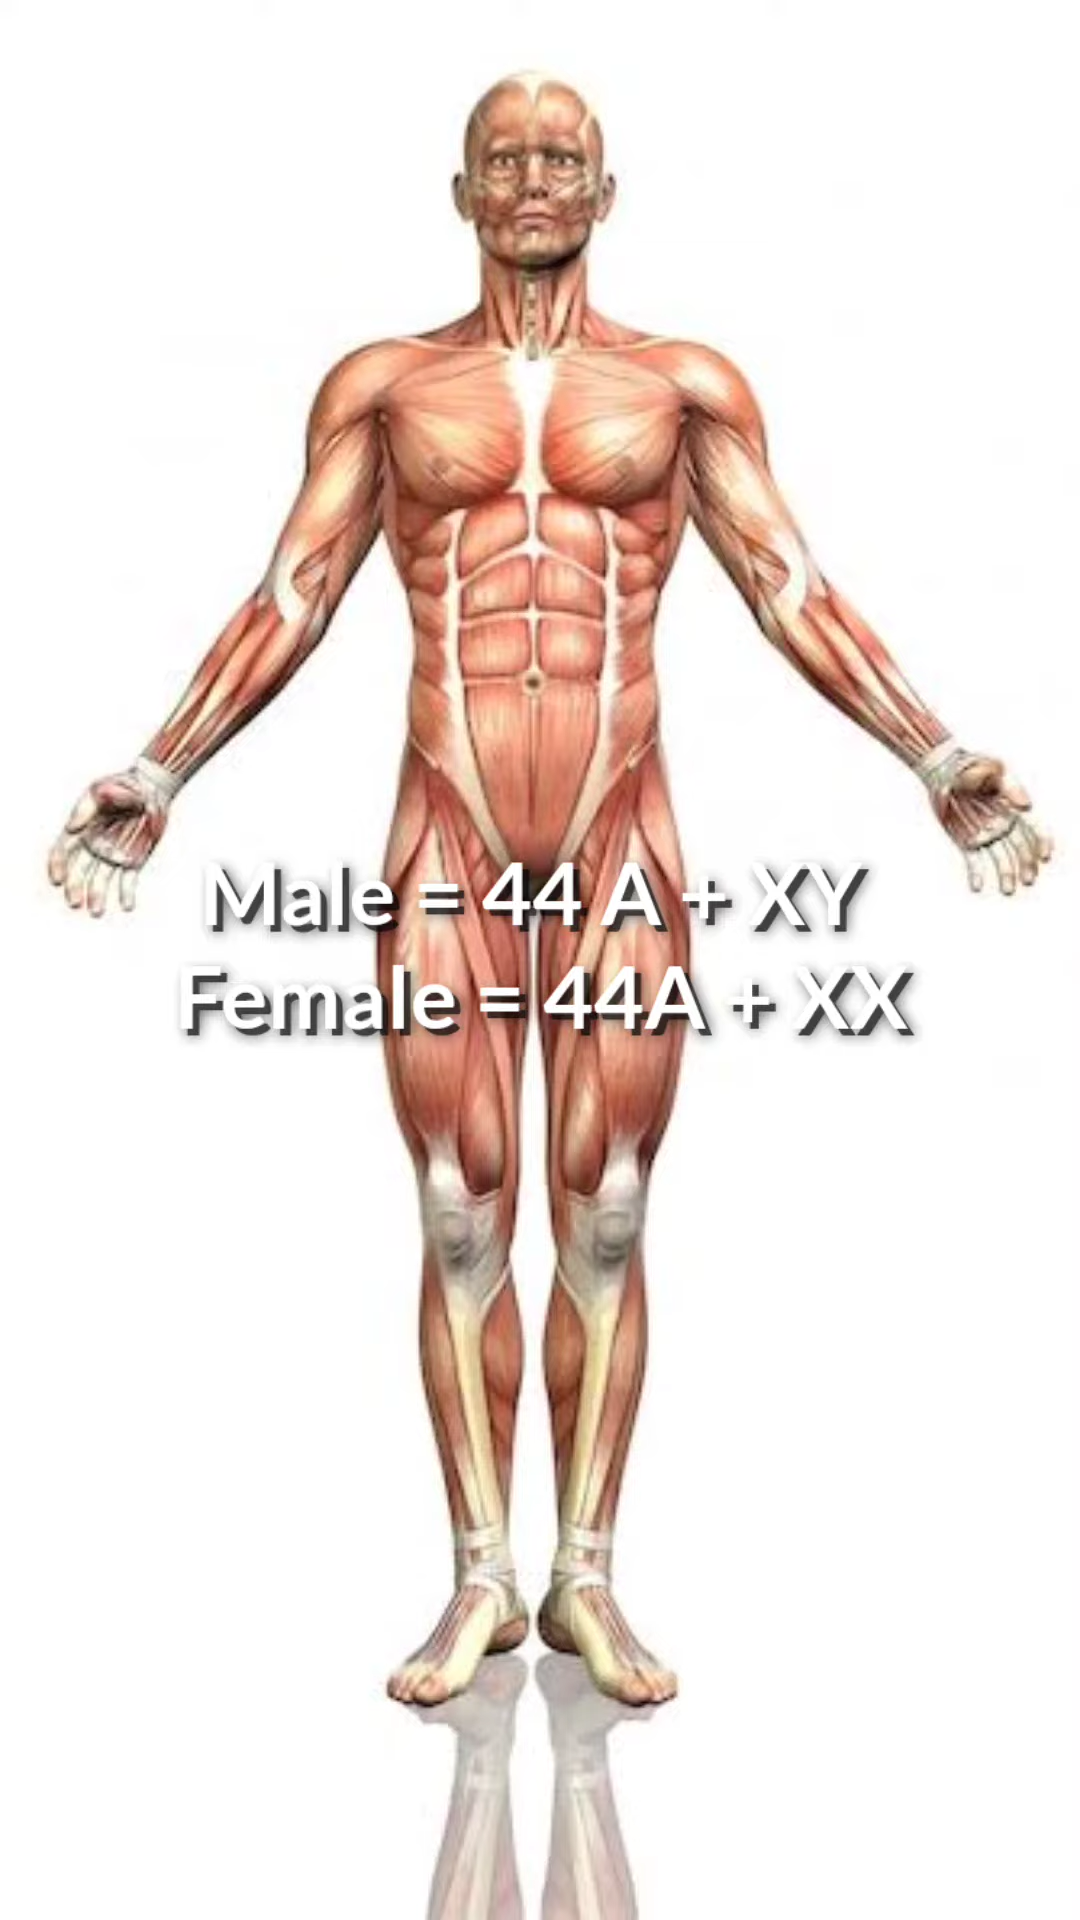 Male = 44 A + XY
Female = 44A + XX